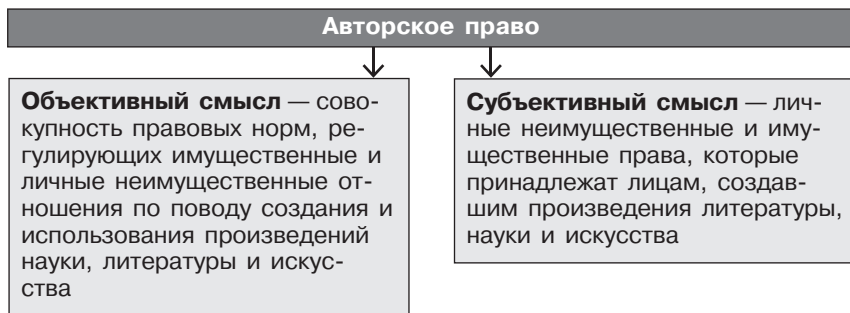 Авторское право
Объективный смысл — сово-
купность правовых норм, ре-
гулирующих имущественные и
личные неимущественные от-
ношения по поводу создания и
использования произведений
науки, литературы и искус-
ства
Субъективный смысл — лич-
ные неимущественные и иму-
щественные права, которые
принадлежат лицам, создав-
шим произведения литературы,
науки и искусства